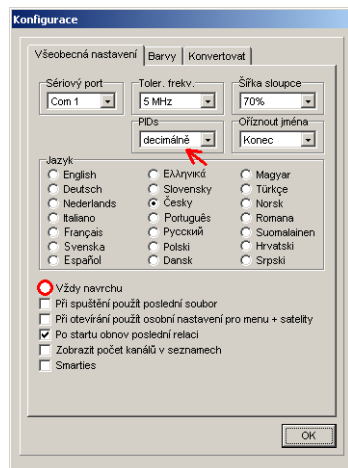 Konfigurace
Všeobecná nastavení Barvy Konvertovat
Sériový port Toler. frekv. Šířka sloupce
Com 1 5 MHz 70%
PIDs Oříznout jména
decimálně Konec
Jazyk
English Ελληνικά Magyar
Deutsch Slovensky Türkçe
Nederlands Česky Norsk
Italiano Português Romana
Français Русский Suomalainen
Svenska Polski Hrvatski
Español Dansk Srpski
Vždy navrchu
Při spuštění použít poslední soubor
Při otevírání použít osobní nastavení pro menu + satelity
Po startu obnov poslední relaci
Zobrazit počet kanálů v seznamech
Smarties
OK